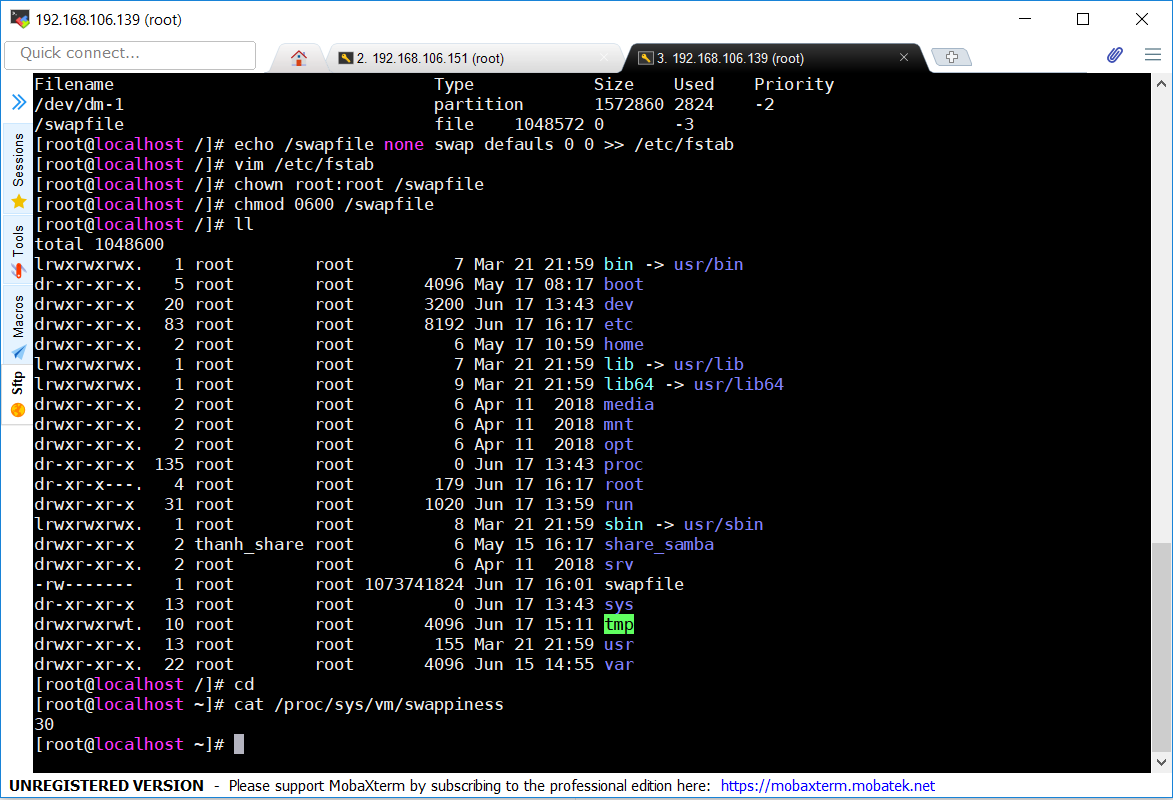 192.168.106.139 (root)
Quick connect...
2. 192.168.106.151 (root)
3. 192.168.106.139 (root)
Sessions
Tools
Macros
Sftp
Filename Type Size Used Priority
/dev/dm-1 partition 1572860 2824 -2
/swapfile file 1048572 0 -3
[root@localhost /]# echo /swapfile none swap defauls 0 0 >> /etc/fstab
[root@localhost /]# vim /etc/fstab
[root@localhost /]# chown root:root /swapfile
[root@localhost /]# chmod 0600 /swapfile
[root@localhost /]# ll
total 1048600
lrwxrwxrwx. 1 root root 7 Mar 21 21:59 bin -> usr/bin
dr-xr-xr-x. 5 root root 4096 May 17 08:17 boot
drwxr-xr-x 20 root root 3200 Jun 17 13:43 dev
drwxr-xr-x. 83 root root 8192 Jun 17 16:17 etc
drwxr-xr-x. 2 root root 6 May 17 10:59 home
lrwxrwxrwx. 1 root root 7 Mar 21 21:59 lib -> usr/lib
lrwxrwxrwx. 1 root root 9 Mar 21 21:59 lib64 -> usr/lib64
drwxr-xr-x. 2 root root 6 Apr 11 2018 media
drwxr-xr-x. 2 root root 6 Apr 11 2018 mnt
drwxr-xr-x. 2 root root 6 Apr 11 2018 opt
dr-xr-xr-x 135 root root 0 Jun 17 13:43 proc
dr-xr-x---. 4 root root 179 Jun 17 16:17 root
drwxr-xr-x 31 root root 1020 Jun 17 13:59 run
lrwxrwxrwx. 1 root root 8 Mar 21 21:59 sbin -> usr/sbin
drwxr-xr-x 2 thanh_share root 6 May 15 16:17 share_samba
drwxr-xr-x. 2 root root 6 Apr 11 2018 srv
-rw------- 1 root root 1073741824 Jun 17 16:01 swapfile
dr-xr-xr-x 13 root root 0 Jun 17 13:43 sys
drwxrwxrwt. 10 root root 4096 Jun 17 15:11 tmp
drwxr-xr-x. 13 root root 155 Mar 21 21:59 usr
drwxr-xr-x. 22 root root 4096 Jun 15 14:55 var
[root@localhost /]# cd
[root@localhost ~]# cat /proc/sys/vm/swappiness
30
[root@localhost ~]#
UNREGISTERED VERSION - Please support MobaXterm by subscribing to the professional edition here: https://mobaxterm.mobatek.net